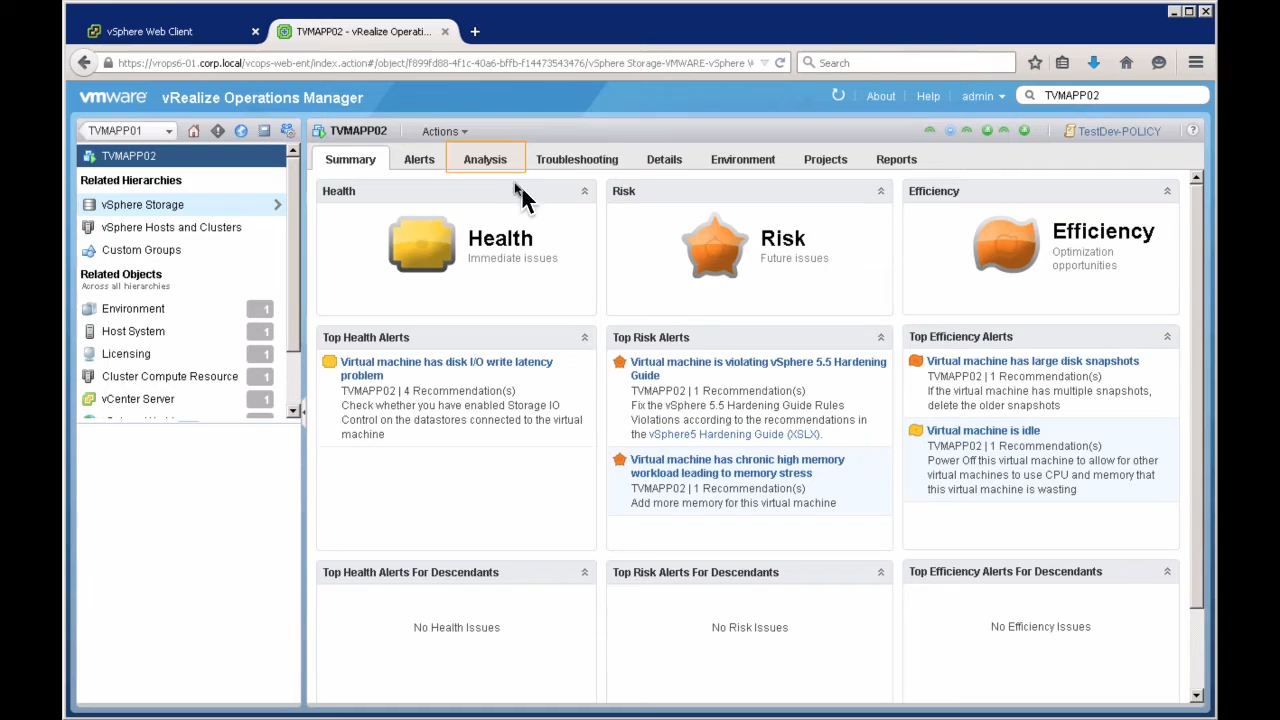 vSphere Web Client
TVMAPP02 - vRealize Operati...
https://vrops6-01.corp.local/vcops-web-ent/index.action#/object/f899fd88-4f1c-40a6-bffb-f14473543476/vSphere Storage-VMWARE-vSphere
Search
vmware vRealize Operations Manager
About
Help
admin
TVMAPP02
TVMAPP01
TVMAPP02
Actions
TestDev-POLICY
?
TVMAPP02
Related Hierarchies
vSphere Storage
vSphere Hosts and Clusters
Custom Groups
Related Objects
Across all hierarchies
Environment 1
Host System 1
Licensing 1
Cluster Compute Resource 1
vCenter Server 1
Summary
Alerts
Analysis
Troubleshooting
Details
Environment
Projects
Reports
Health
Health
Immediate issues
Risk
Risk
Future issues
Efficiency
Efficiency
Optimization
opportunities
Top Health Alerts
Virtual machine has disk I/O write latency
problem
TVMAPP02 | 4 Recommendation(s)
Check whether you have enabled Storage IO
Control on the datastores connected to the virtual
machine
Top Risk Alerts
Virtual machine is violating vSphere 5.5 Hardening
Guide
TVMAPP02 | 1 Recommendation(s)
Fix the vSphere 5.5 Hardening Guide Rules
Violations according to the recommendations in
the vSphere5 Hardening Guide (XSLX).
Virtual machine has chronic high memory
workload leading to memory stress
TVMAPP02 | 1 Recommendation(s)
Add more memory for this virtual machine
Top Efficiency Alerts
Virtual machine has large disk snapshots
TVMAPP02 | 1 Recommendation(s)
If the virtual machine has multiple snapshots,
delete the older snapshots
Virtual machine is idle
TVMAPP02 | 1 Recommendation(s)
Power Off this virtual machine to allow for other
virtual machines to use CPU and memory that
this virtual machine is wasting
Top Health Alerts For Descendants
No Health Issues
Top Risk Alerts For Descendants
No Risk Issues
Top Efficiency Alerts For Descendants
No Efficiency Issues